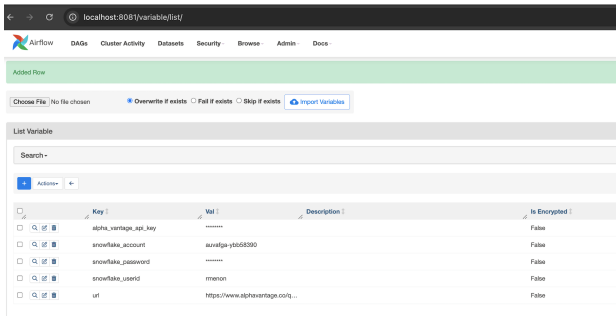 localhost:8081/variable/list/
Airflow DAGs Cluster Activity Datasets Security Browse Admin Docs
Added Row
Choose File No file chosen Overwrite if exists Fail if exists Skip if exists Import Variables
List Variable
Search
+ Actions ←
Key Val Description Is Encrypted
alpha_vantage_api_key ******** False
snowflake_account auvafga-ybb58390 False
snowflake_password ******** False
snowflake_userid rmenon False
url https://www.alphavantage.co/q... False